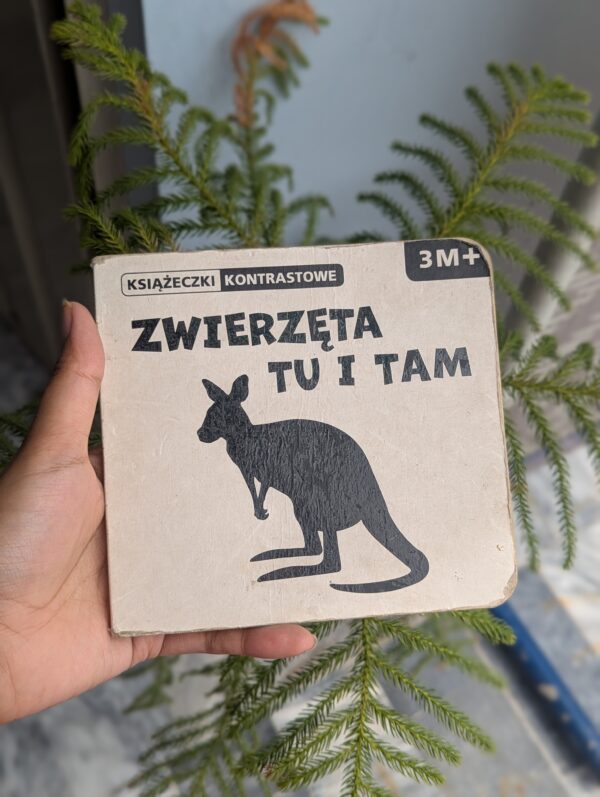 KSIĄŻECZKI KONTRASTOWE
3M+
ZWIERZĘTA
TU I TAM